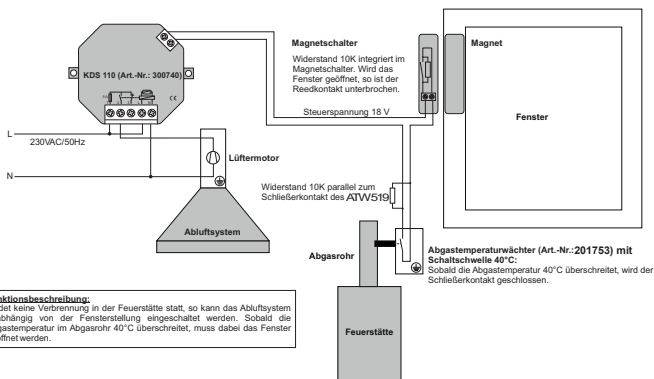 KDS 110 (Art.-Nr.: 300740)
L
230VAC/50Hz
N
Lüftermotor
Abluftsystem
Magnetschalter
Widerstand 10K integriert im
Magnetschalter. Wird das
Fenster geöffnet, so ist der
Reedkontakt unterbrochen.
Steuerspannung 18 V
Magnet
Fenster
Widerstand 10K parallel zum
Schließerkontakt des ATW519
Abgasrohr
Abgastemperaturwächter (Art.-Nr.:201753) mit
Schaltschwelle 40°C:
Sobald die Abgastemperatur 40°C überschreitet, wird der
Schließerkontakt geschlossen.
Feuerstätte
nktionsbeschreibung:
det keine Verbrennung in der Feuerstätte statt, so kann das Abluftsystem
abhängig von der Fensterstellung eingeschaltet werden. Sobald die
gastemperatur im Abgasrohr 40°C überschreitet, muss dabei das Fenster
öffnet werden.